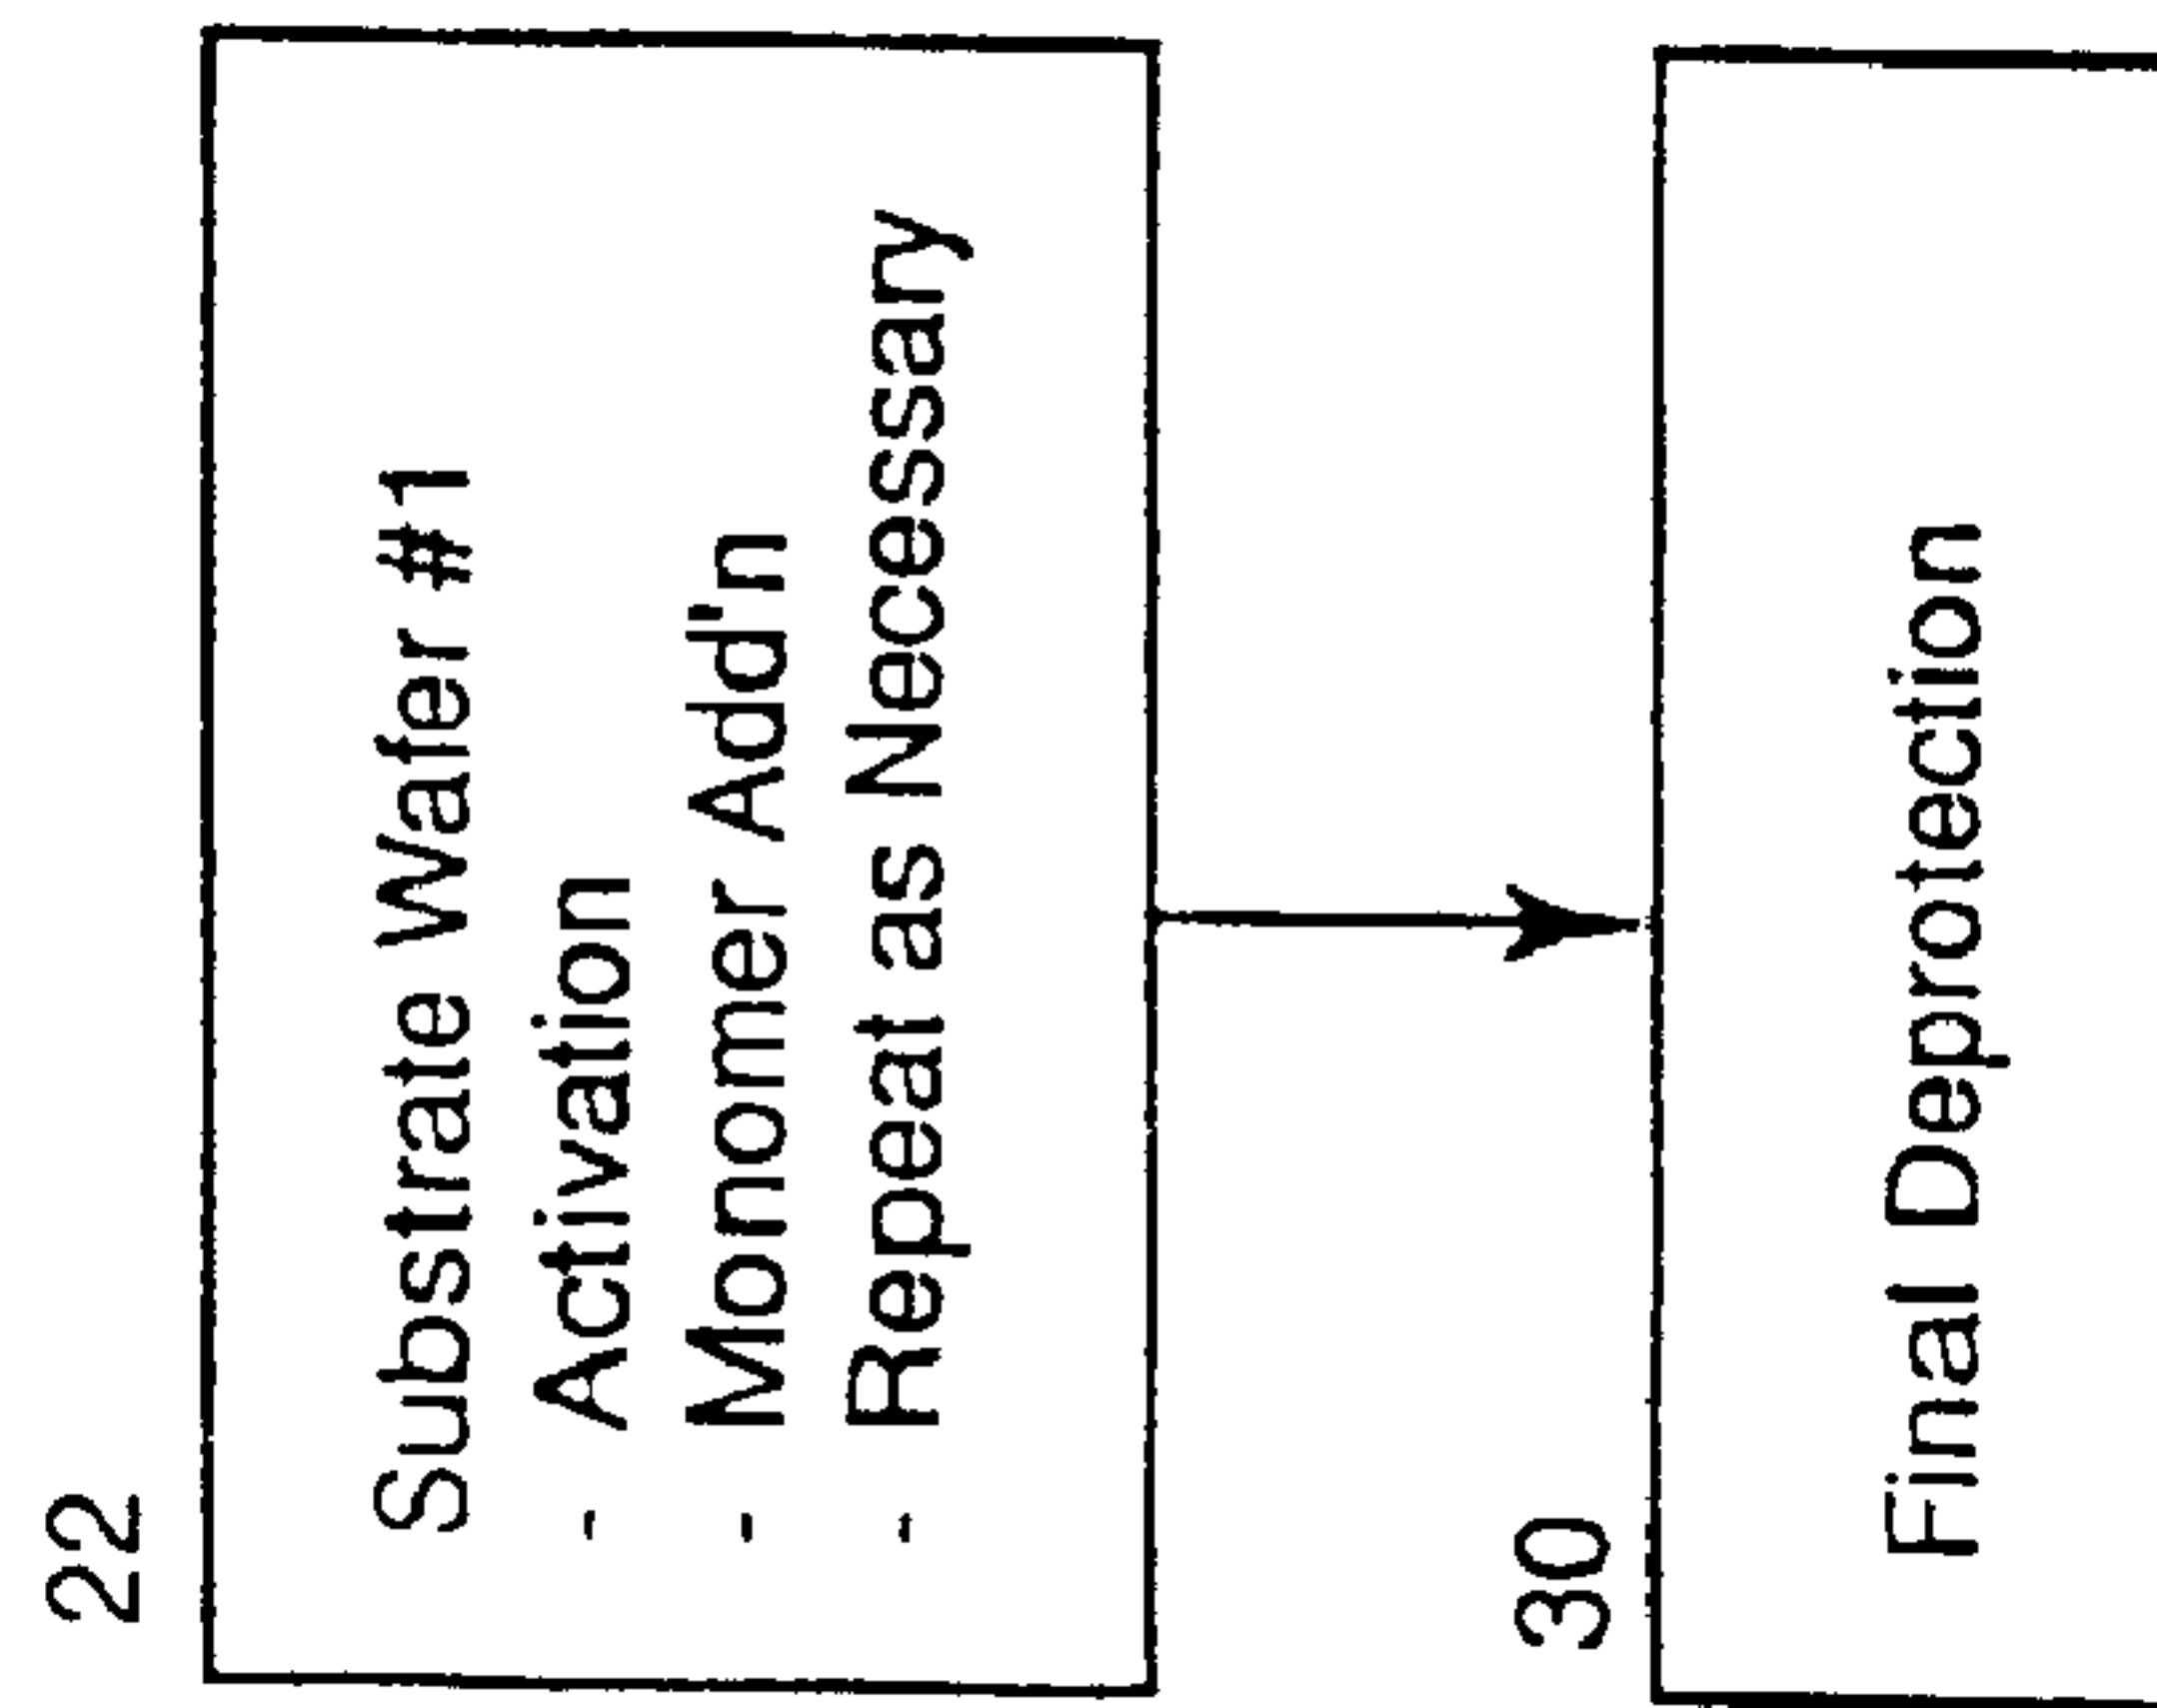 22
Substrate Wafer #1
- Activation
- Monomer Add'n
- Repeat as Necessary
30
Final Deprotection